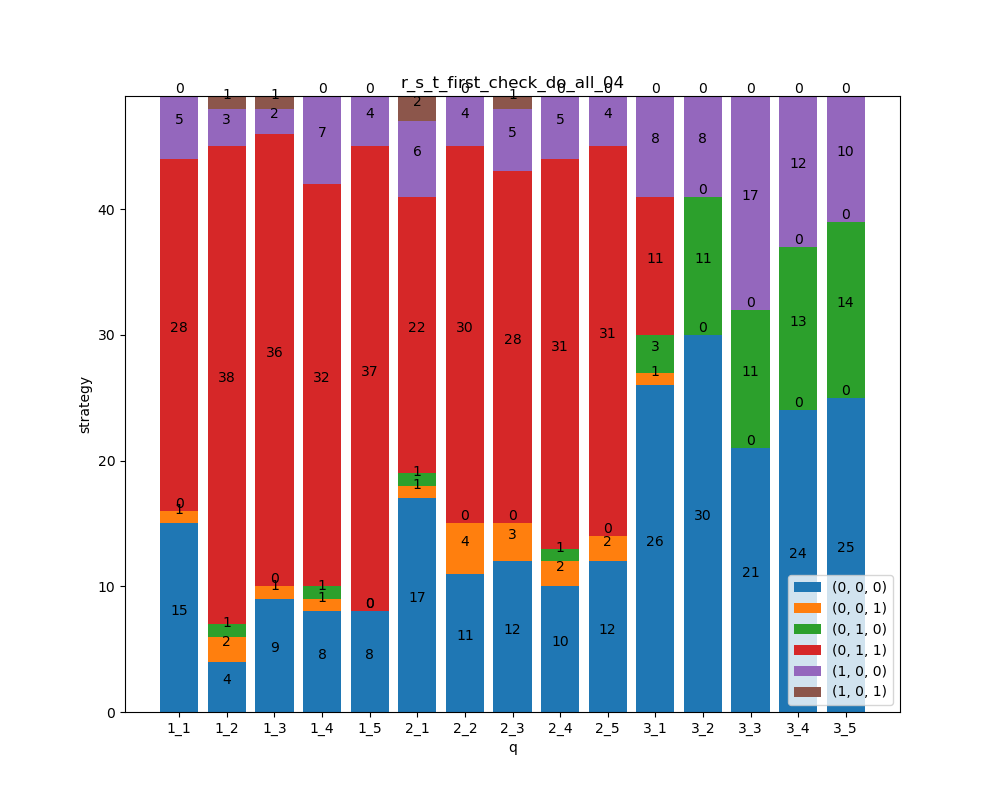 r_s_t_first_check_do_all_04
0 1 1 0 0 2 0 1 0 0 0 0 0 0 0
5 3 2 7 4 6 4 5 5 4 8 8 17 12 10
28 38 36 32 37 22 30 28 31 31 11 0 0 0 0
0 1 0 1 0 1 0 0 1 0 3 11 11 13 14
1 2 1 1 0 1 4 3 2 2 1 0 0 0 0
15 4 9 8 8 17 11 12 10 12 26 30 21 24 25
40
30
20
10
0
strategy
1_1 1_2 1_3 1_4 1_5 2_1 2_2 2_3 2_4 2_5 3_1 3_2 3_3 3_4 3_5
q
(0, 0, 0)
(0, 0, 1)
(0, 1, 0)
(0, 1, 1)
(1, 0, 0)
(1, 0, 1)